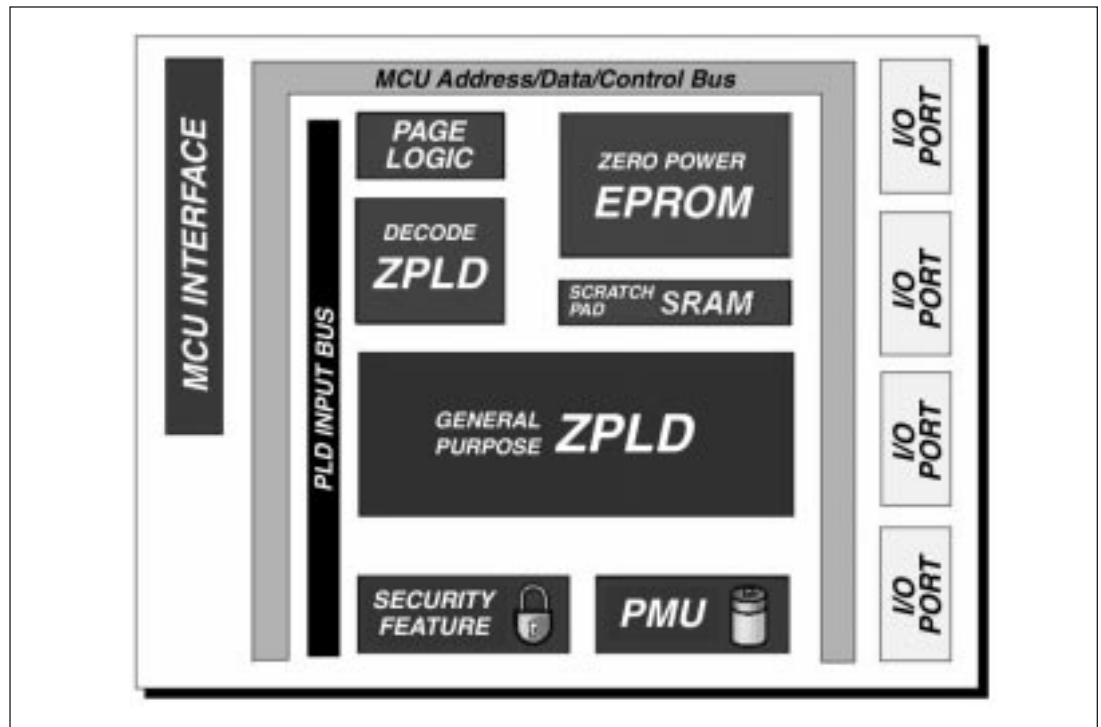 MCU INTERFACE
MCU Address/Data/Control Bus
PLD INPUT BUS
PAGE
LOGIC
DECODE
ZPLD
ZERO POWER
EPROM
SCRATCH
PAD
SRAM
GENERAL
PURPOSE
ZPLD
SECURITY
FEATURE
PMU
I/O
PORT
I/O
PORT
I/O
PORT
I/O
PORT